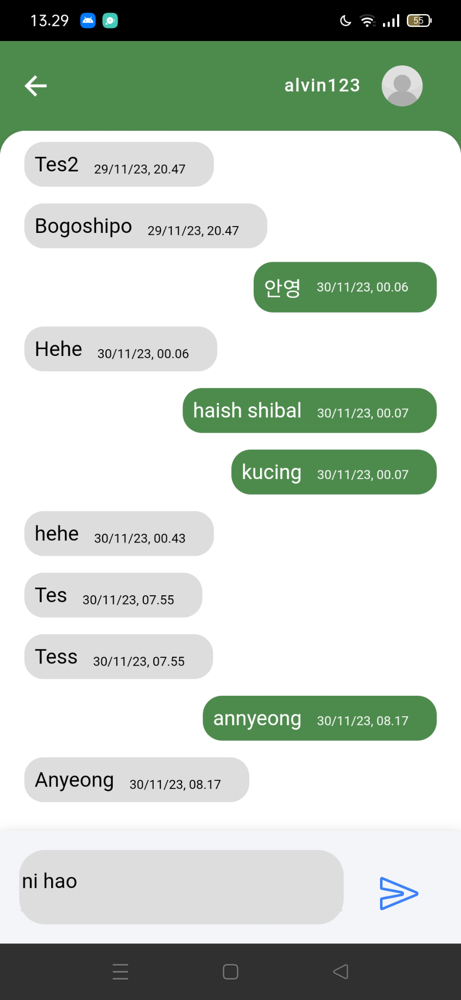 13.29
55
alvin123
Tes2 29/11/23, 20.47
Bogoshipo 29/11/23, 20.47
안영 30/11/23, 00.06
Hehe 30/11/23, 00.06
haish shibal 30/11/23, 00.07
kucing 30/11/23, 00.07
hehe 30/11/23, 00.43
Tes 30/11/23, 07.55
Tess 30/11/23, 07.55
annyeong 30/11/23, 08.17
Anyeong 30/11/23, 08.17
ni hao